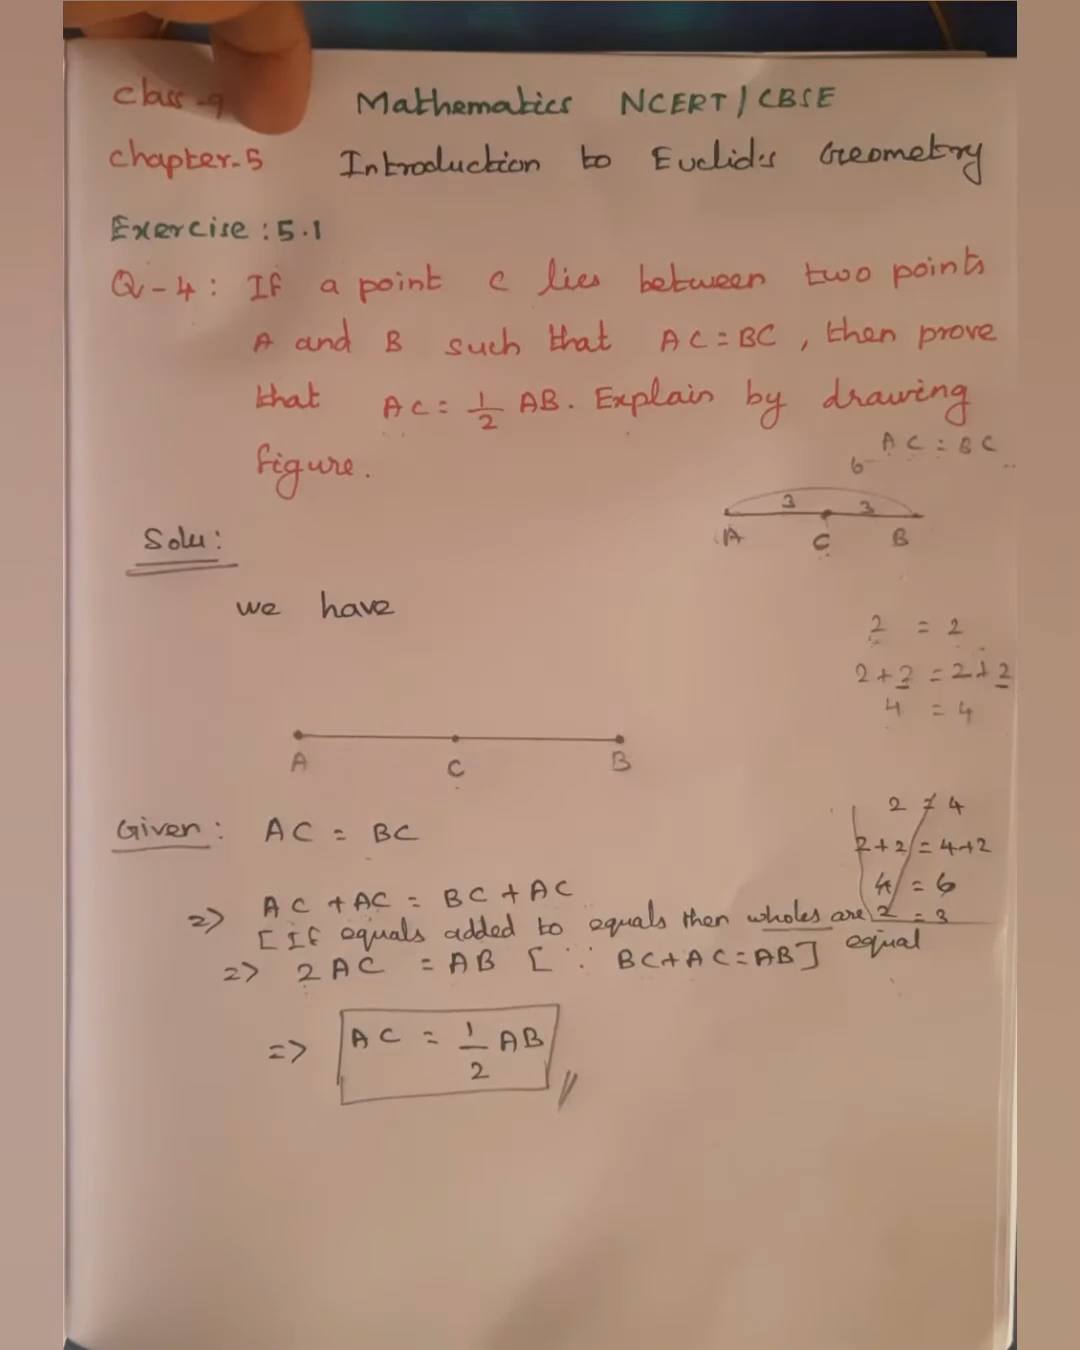 Class-9 Mathematics NCERT/CBSE
Chapter-5 Introduction to Euclid's Geometry
Exercise : 5.1
Q-4: If a point C lies between two points
A and B such that AC = BC, then prove
that AC = 1/2 AB. Explain by drawing
figure.
AC = BC
6
3 3
A C B
Solu:
we have
2 = 2
2+2 = 2+2
4 = 4
A C B
Given: AC = BC
2 ≠ 4
2+2 = 4+2
4 = 6
2 = 3
=> AC + AC = BC + AC
[If equals added to equals then wholes are
equal
=> 2AC = AB [∵ BC+AC=AB]
=> AC = 1/2 AB